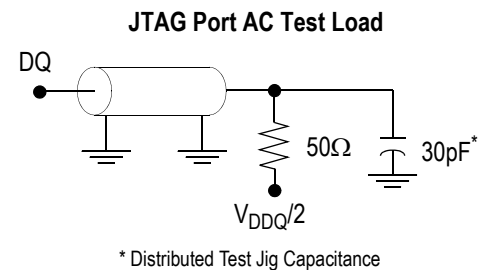 JTAG Port AC Test Load
DQ
50Ω
30pF*
VDDQ/2
* Distributed Test Jig Capacitance